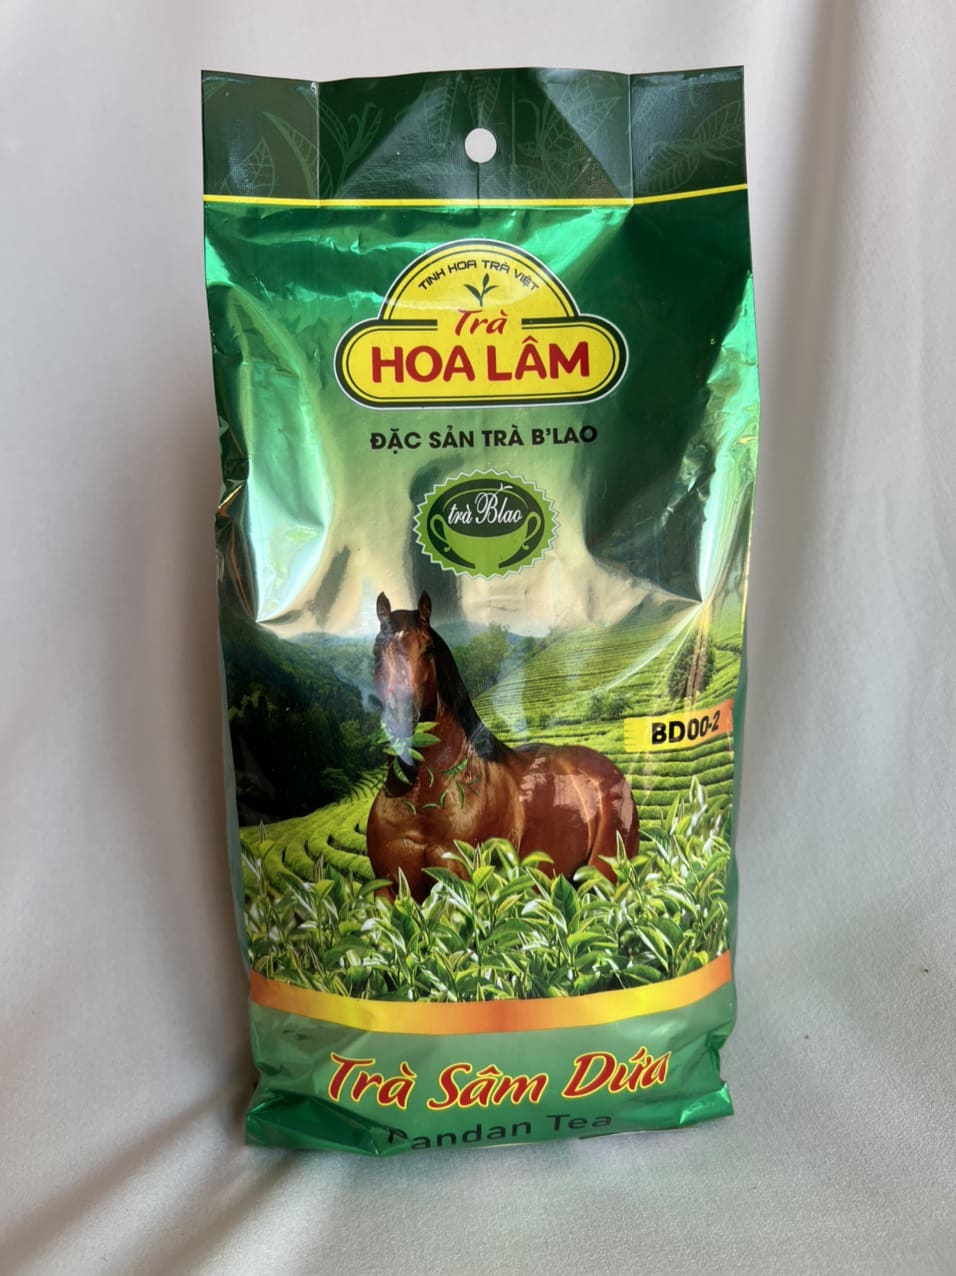 TINH HOA TRÀ VIỆT
Trà
HOA LÂM
ĐẶC SẢN TRÀ B'LAO
trà Blao
BD00-2
Trà Sâm Dứa
Pandan Tea